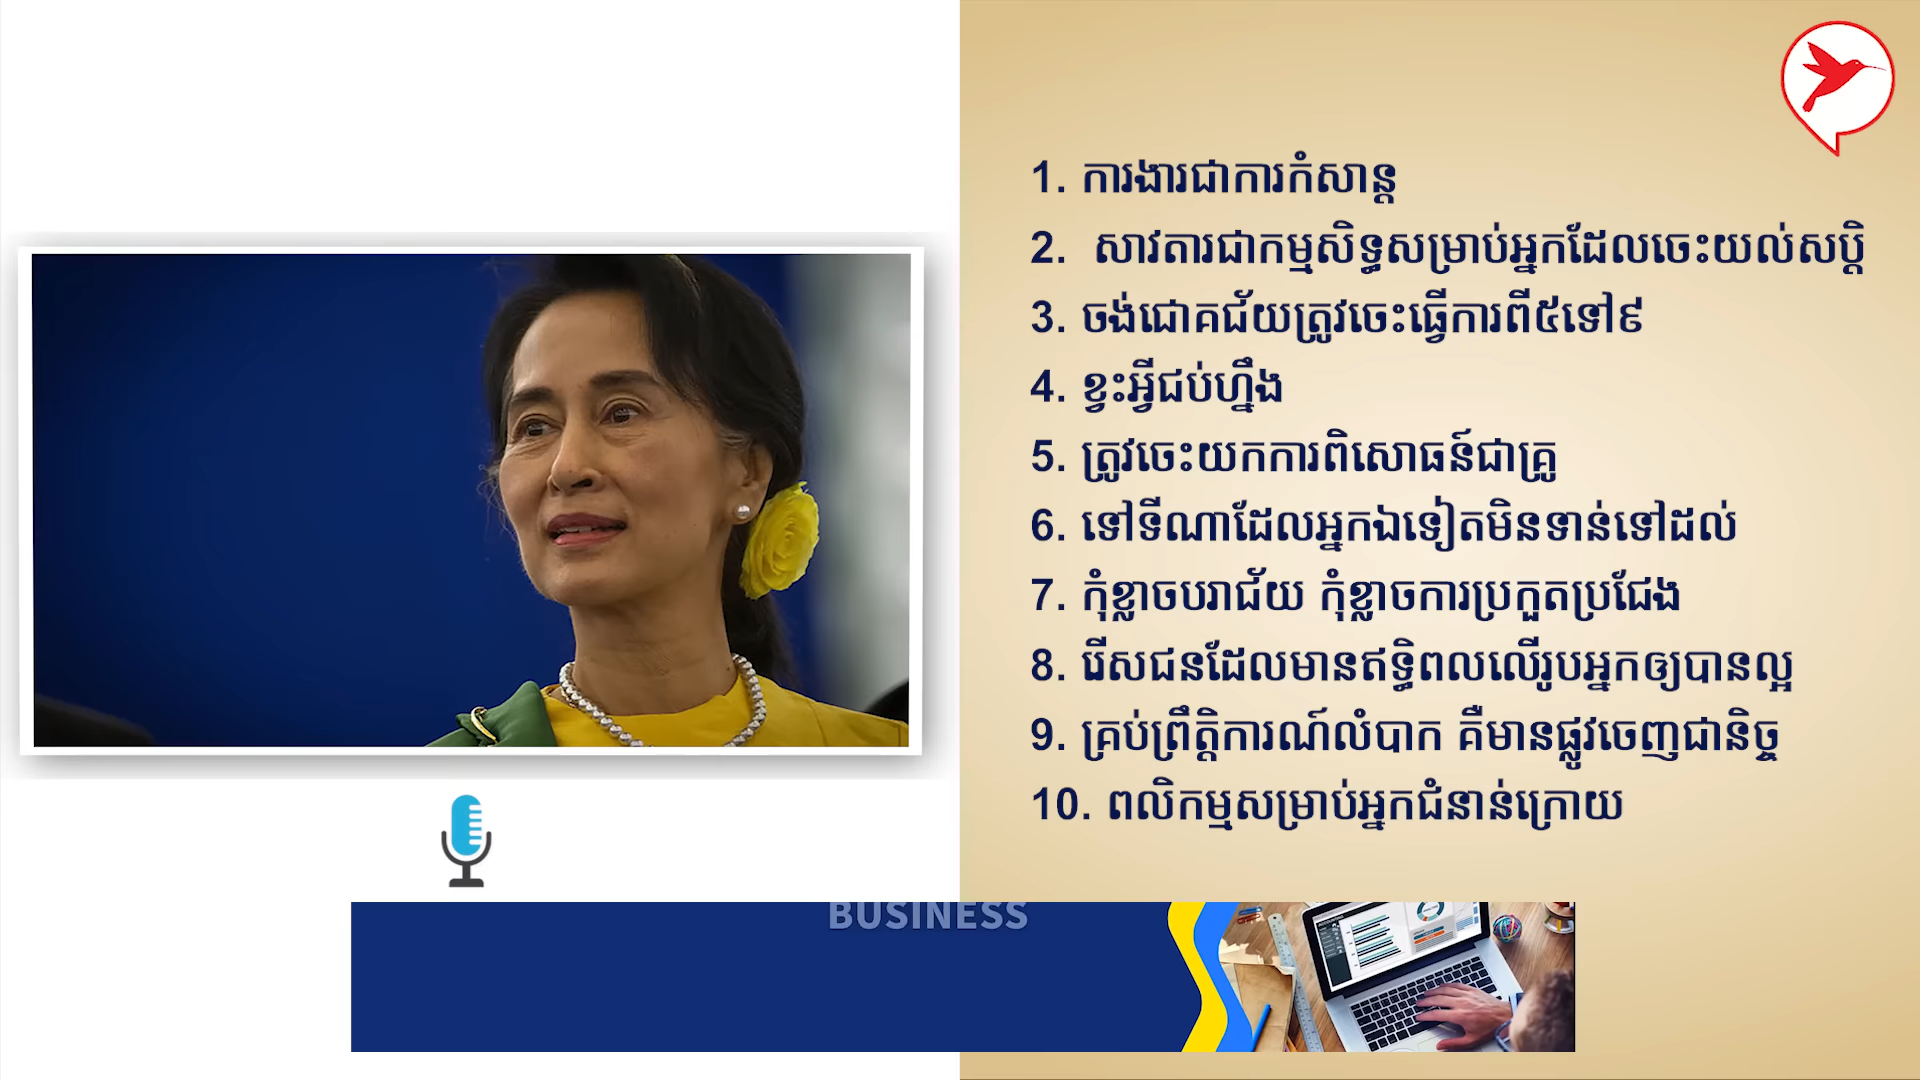 1. ការងារជាការកំសាន្ត
2. សាវតារជាកម្មសិទ្ធសម្រាប់អ្នកដែលចេះយល់សប្តិ
3. ចង់ជោគជ័យត្រូវចេះធ្វើការពី៥ទៅ៩
4. ខ្វះអ្វីជប់ហ្នឹង
5. ត្រូវចេះយកការពិសោធន៍ជាគ្រូ
6. ទៅទីណាដែលអ្នកឯទៀតមិនទាន់ទៅដល់
7. កុំខ្លាចបរាជ័យ កុំខ្លាចការប្រកួតប្រជែង
8. រើសជនដែលមានឥទ្ធិពលលើរូបអ្នកឲ្យបានល្អ
9. គ្រប់ព្រឹត្តិការណ៍លំបាក គឺមានផ្លូវចេញជានិច្ច
10. ពលិកម្មសម្រាប់អ្នកជំនាន់ក្រោយ
BUSINESS